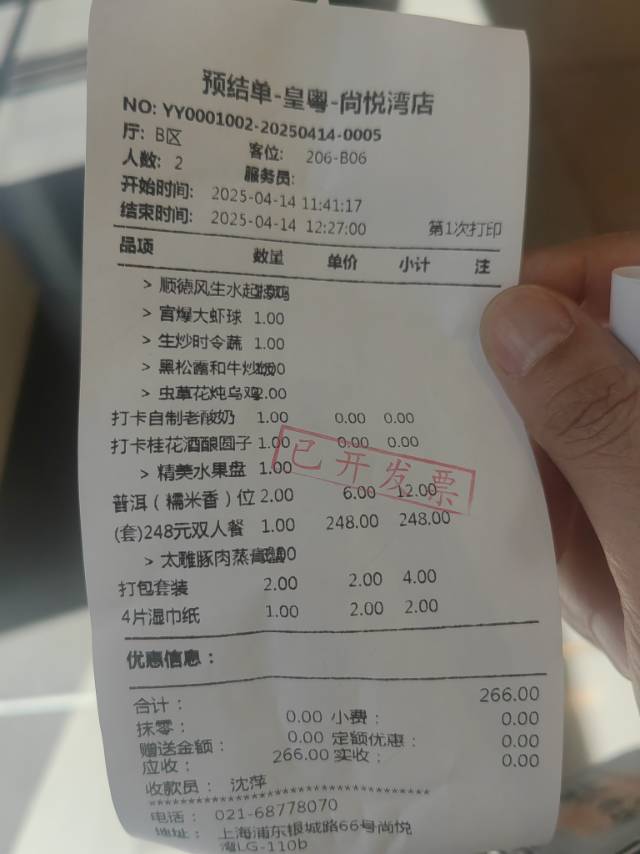 预结单-皇粤-尚悦湾店
NO: YY0001002-20250414-0005
厅: B区 客位: 206-B06
人数: 2 服务员:
开始时间: 2025-04-14 11:41:17
结束时间: 2025-04-14 12:27:00 第1次打印
品项 数量 单价 小计 注
> 顺德风生水起
> 宫爆大虾球 1.00
> 生炒时令蔬 1.00
> 黑松露和牛炒饭
> 虫草花炖乌鸡 2.00
打卡自制老酸奶 1.00 0.00 0.00
打卡桂花酒酿圆子 1.00 0.00 0.00
> 精美水果盘 1.00
已开发票
普洱（糯米香）位 2.00 6.00 12.00
(套)248元双人餐 1.00 248.00 248.00
> 太雕豚肉蒸膏
打包套装 2.00 2.00 4.00
4片湿巾纸 1.00 2.00 2.00
优惠信息：
合计： 266.00
抹零： 0.00 小费： 0.00
赠送金额： 0.00 定额优惠： 0.00
应收： 266.00 实收： 0.00
收款员： 沈萍
电话： 021-68778070
地址： 上海浦东银城路66号尚悦
湾LG-110b